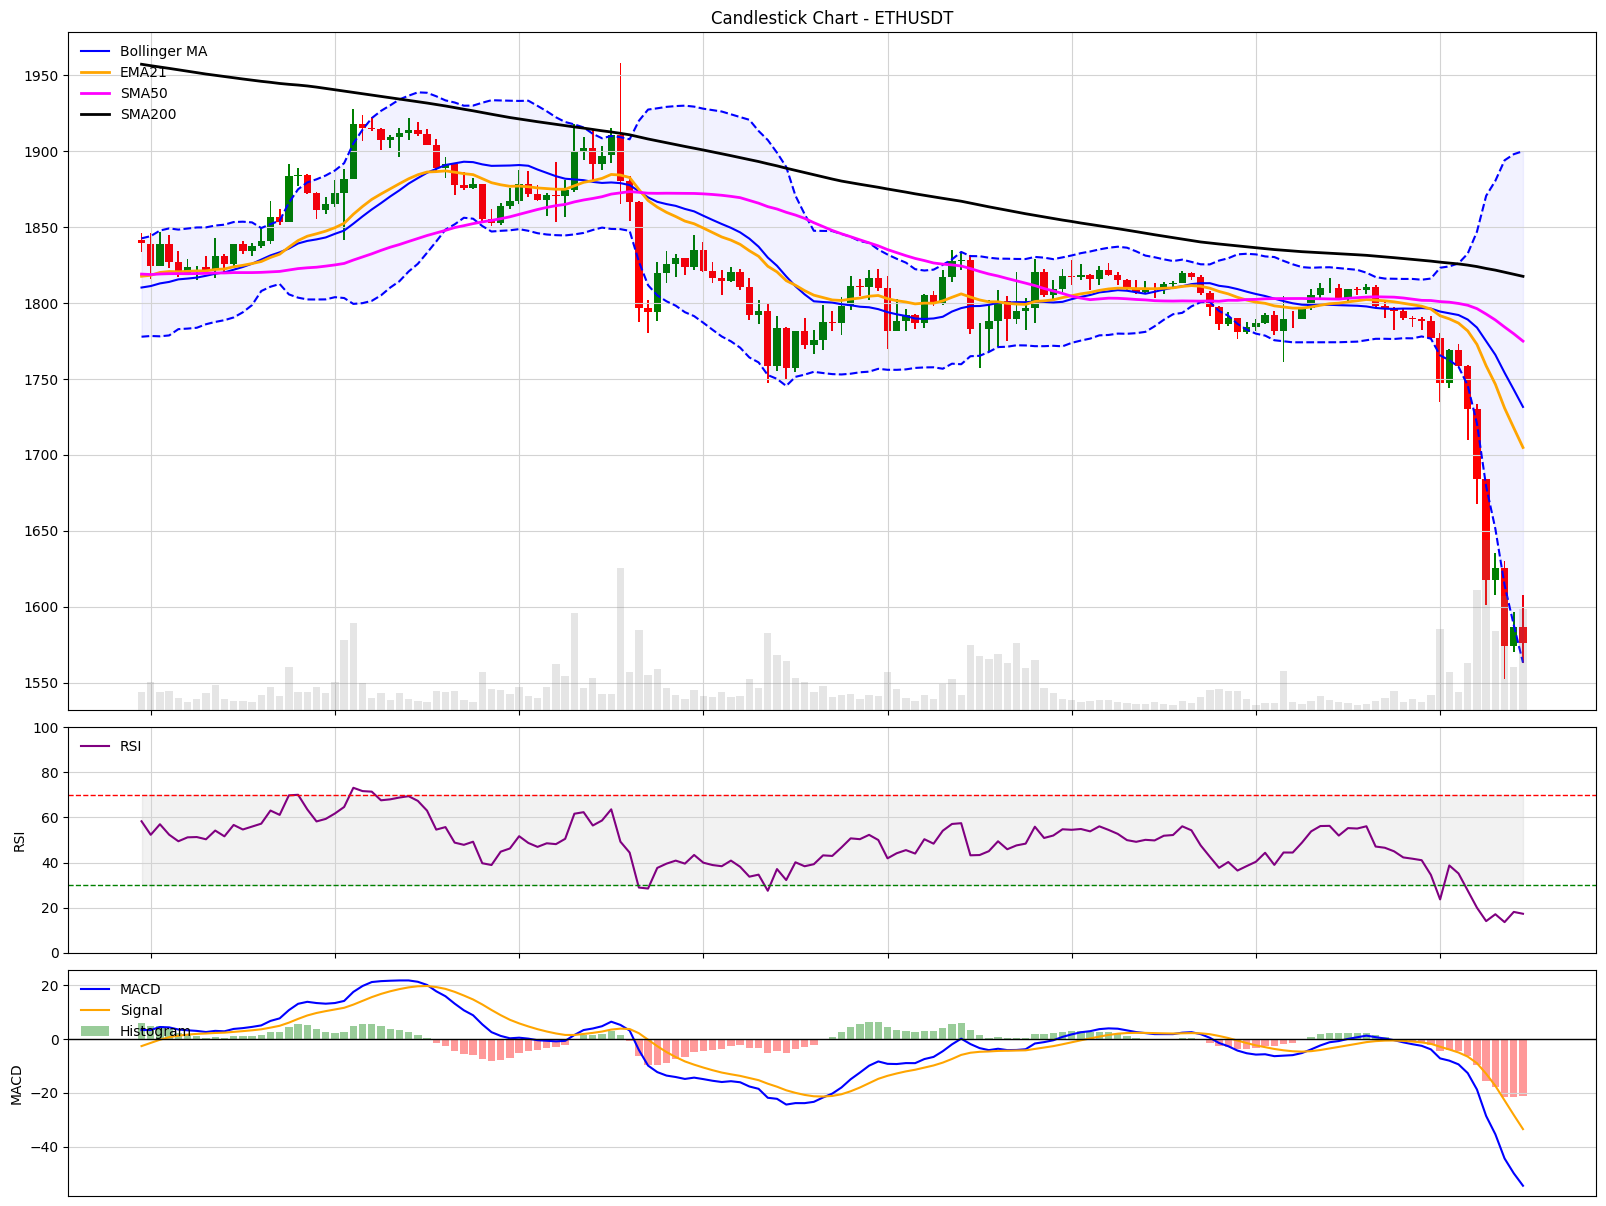 Candlestick Chart - ETHUSDT
Bollinger MA
EMA21
SMA50
SMA200
1950
1900
1850
1800
1750
1700
1650
1600
1550
RSI
100
80
60
40
20
0
RSI
MACD
Signal
Histogram
20
0
−20
−40
MACD